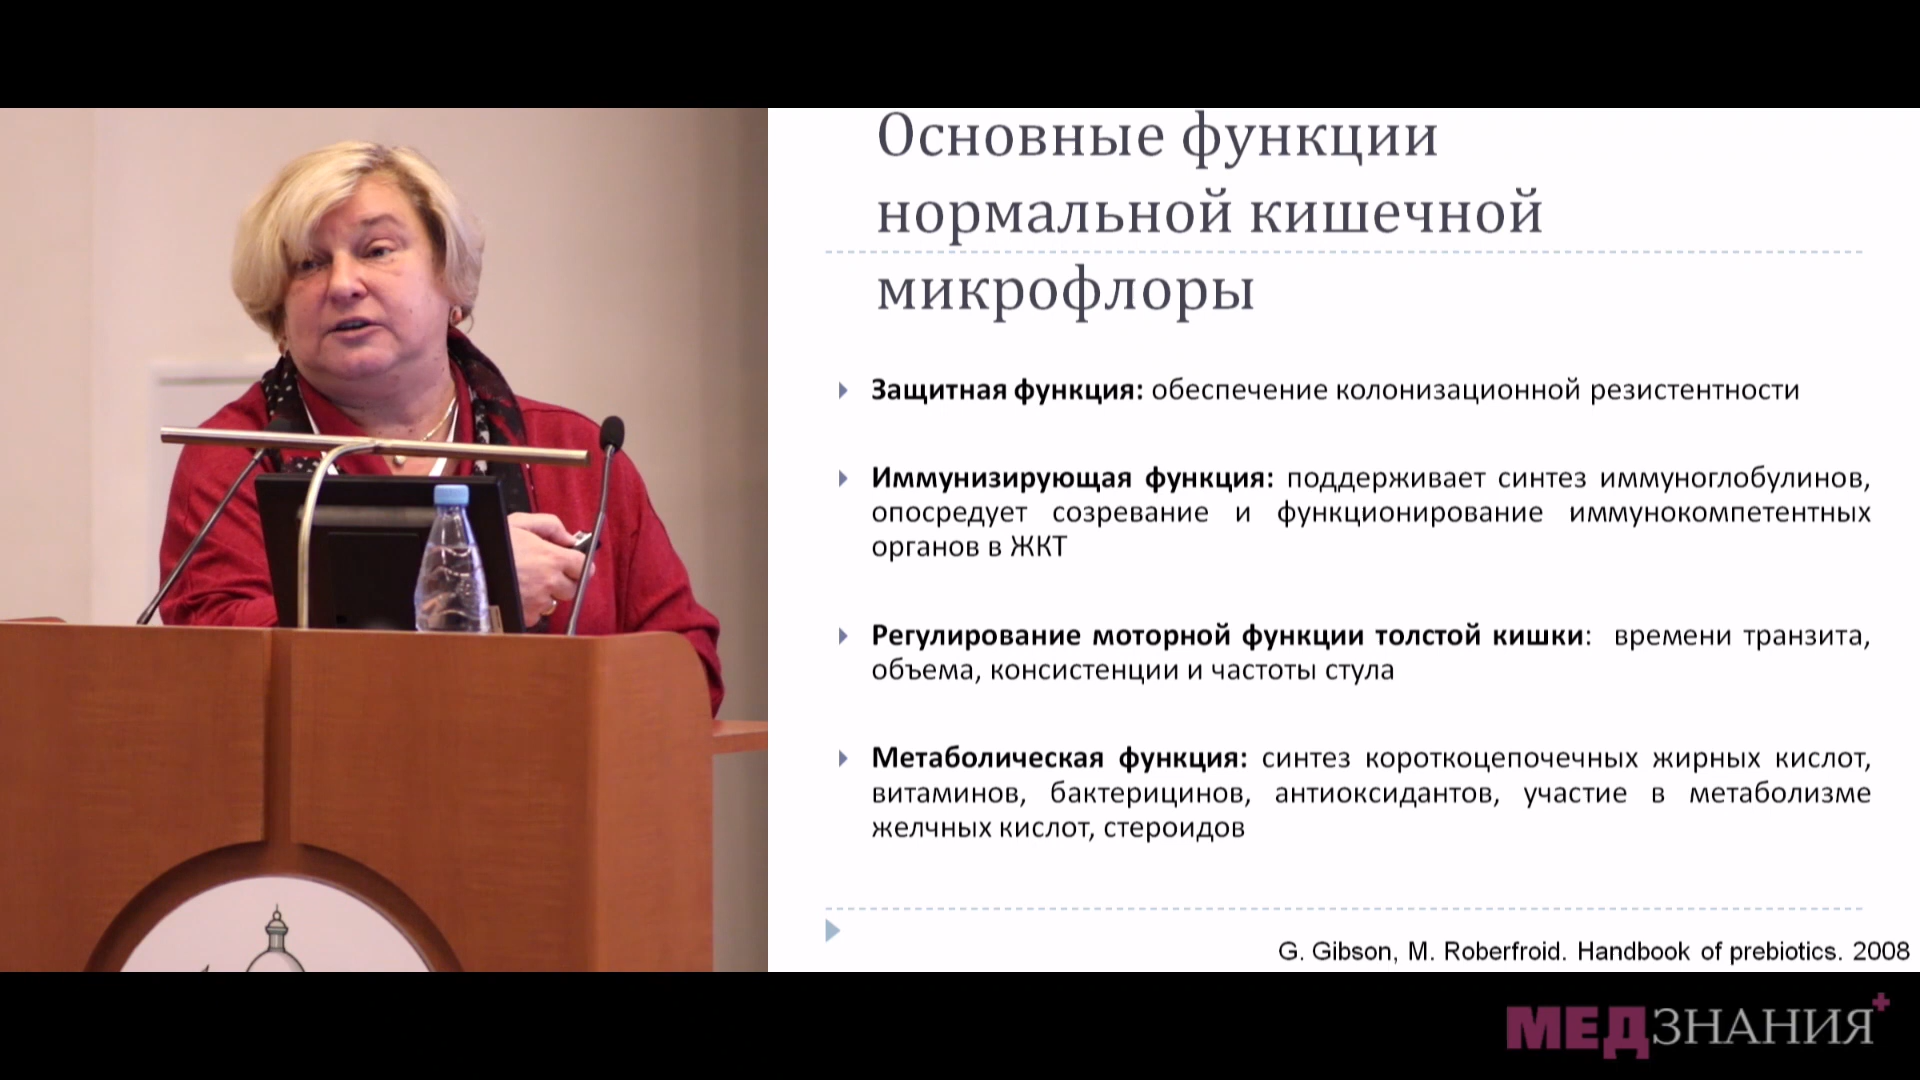 Основные функции
нормальной кишечной
микрофлоры
Защитная функция: обеспечение колонизационной резистентности
Иммунизирующая функция: поддерживает синтез иммуноглобулинов,
опосредует созревание и функционирование иммунокомпетентных
органов в ЖКТ
Регулирование моторной функции толстой кишки: времени транзита,
объема, консистенции и частоты стула
Метаболическая функция: синтез короткоцепочечных жирных кислот,
витаминов, бактерицинов, антиоксидантов, участие в метаболизме
желчных кислот, стероидов
G. Gibson, M. Roberfroid. Handbook of prebiotics. 2008
МЕДЗНАНИЯ+